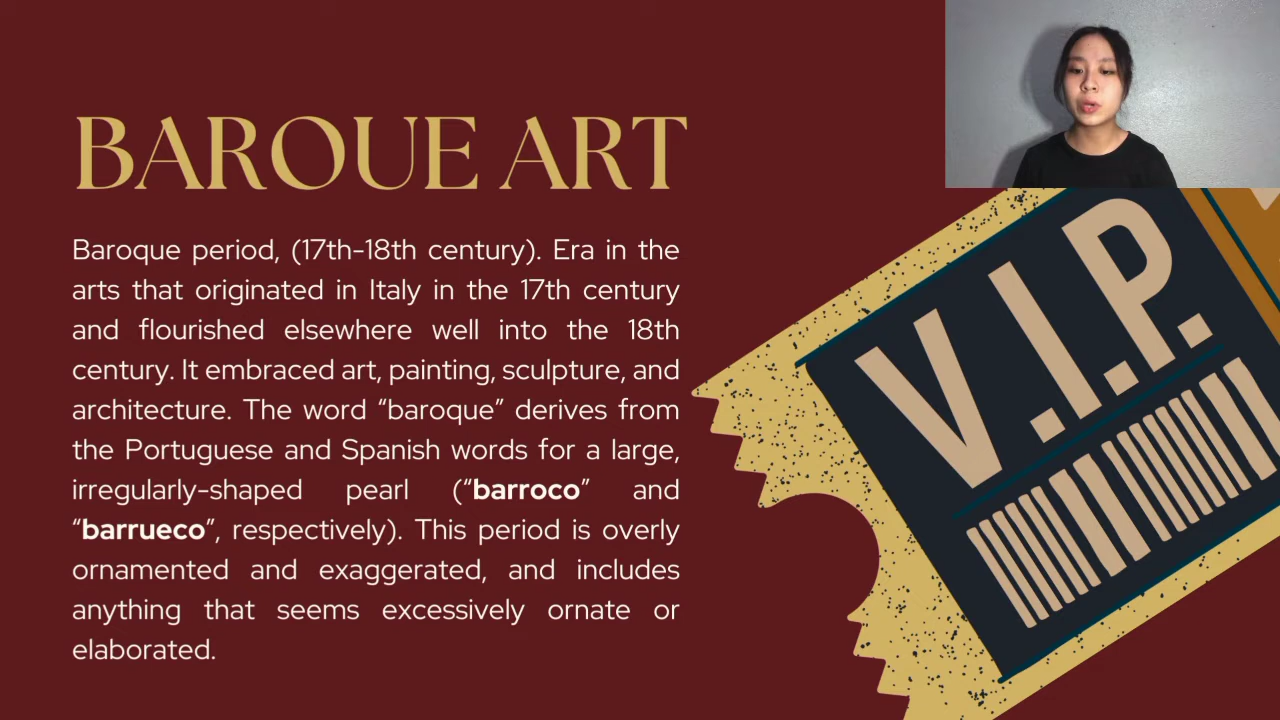 BAROUE ART
Baroque period, (17th-18th century). Era in the
arts that originated in Italy in the 17th century
and flourished elsewhere well into the 18th
century. It embraced art, painting, sculpture, and
architecture. The word “baroque” derives from
the Portuguese and Spanish words for a large,
irregularly-shaped pearl (“barroco” and
“barrueco”, respectively). This period is overly
ornamented and exaggerated, and includes
anything that seems excessively ornate or
elaborated.
V.I.P.